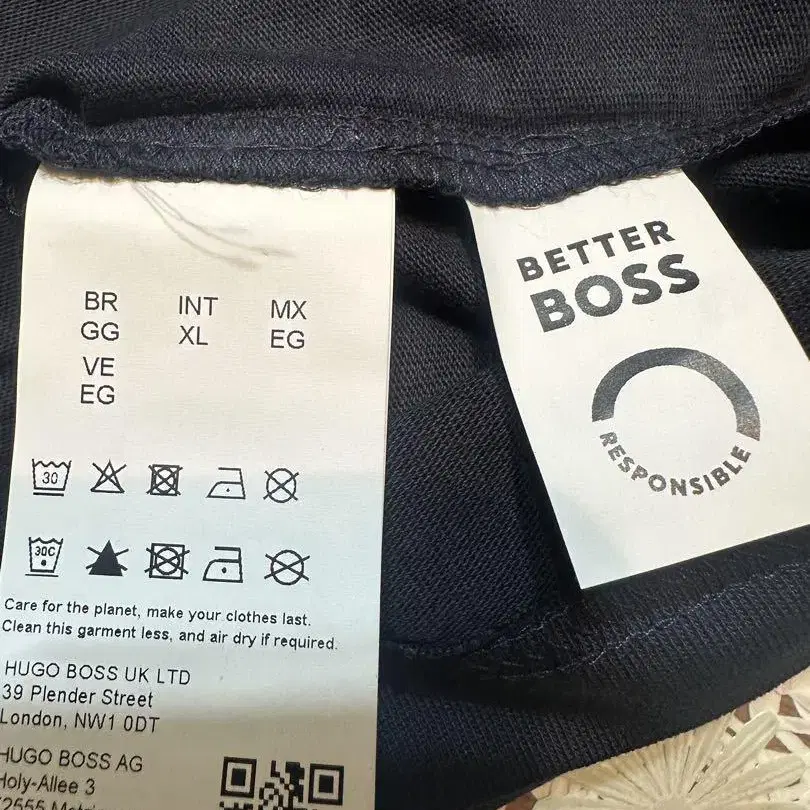 BR INT MX
GG XL EG
VE
EG
30
30C
Care for the planet, make your clothes last.
Clean this garment less, and air dry if required.
HUGO BOSS UK LTD
39 Plender Street
London, NW1 0DT
HUGO BOSS AG
Holy-Allee 3
BETTER
BOSS
RESPONSIBLE